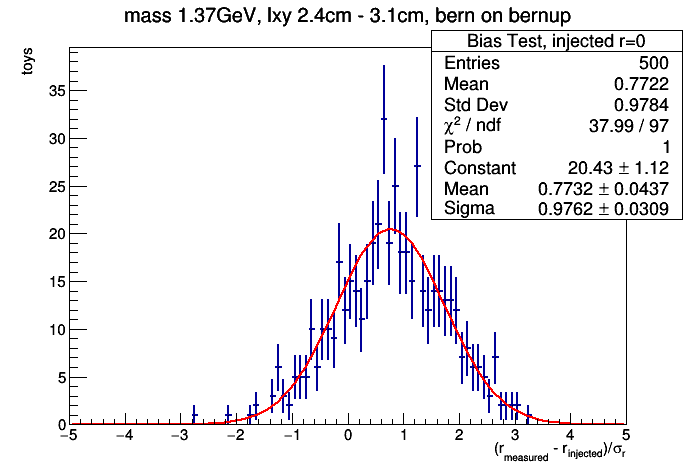 mass 1.37GeV, lxy 2.4cm - 3.1cm, bern on bernup
toys
Bias Test, injected r=0
Entries 500
Mean 0.7722
Std Dev 0.9784
χ² / ndf 37.99 / 97
Prob 1
Constant 20.43 ± 1.12
Mean 0.7732 ± 0.0437
Sigma 0.9762 ± 0.0309
35
30
25
20
15
10
5
0
−5 −4 −3 −2 −1 0 1 2 3 4 5
(r_measured - r_injected)/σ_r